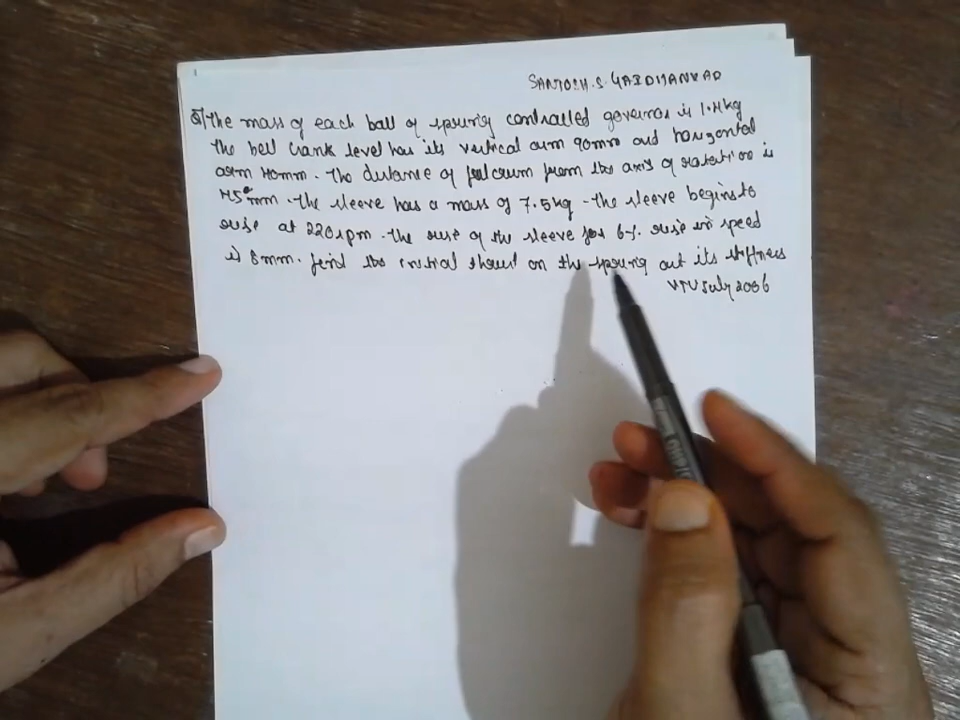 SANTOSH.S.GAIDHANKAR
Q] The mass of each ball of spring controlled governor is 1.4kg
The bell crank level has its vertical arm 90mm and horizontal
arm 40mm. The distance of fulcrum from the axis of rotation is
45mm. The sleeve has a mass of 7.5kg. The sleeve begins to
rise at 220rpm. The rise of the sleeve for 6%. rise in speed
is 8mm. find the initial thrust on the spring and its stiffness
VTU July 2006